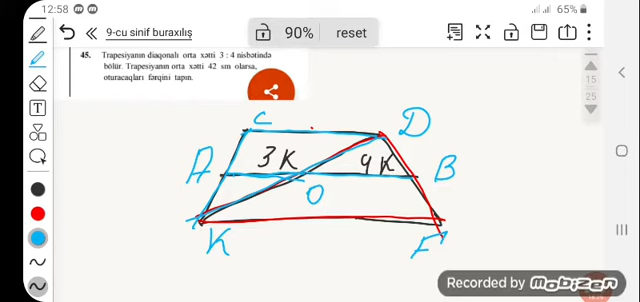 12:58
65%
9-cu sinif buraxılış
90% reset
45. Trapesiyanın diaqonalı orta xətti 3 : 4 nisbətində
bölür. Trapesiyanın orta xətti 42 sm olarsa,
oturacaqları fərqini tapın.
15
25
C D
A 3K 4K B
O
K F
Recorded by mobizen